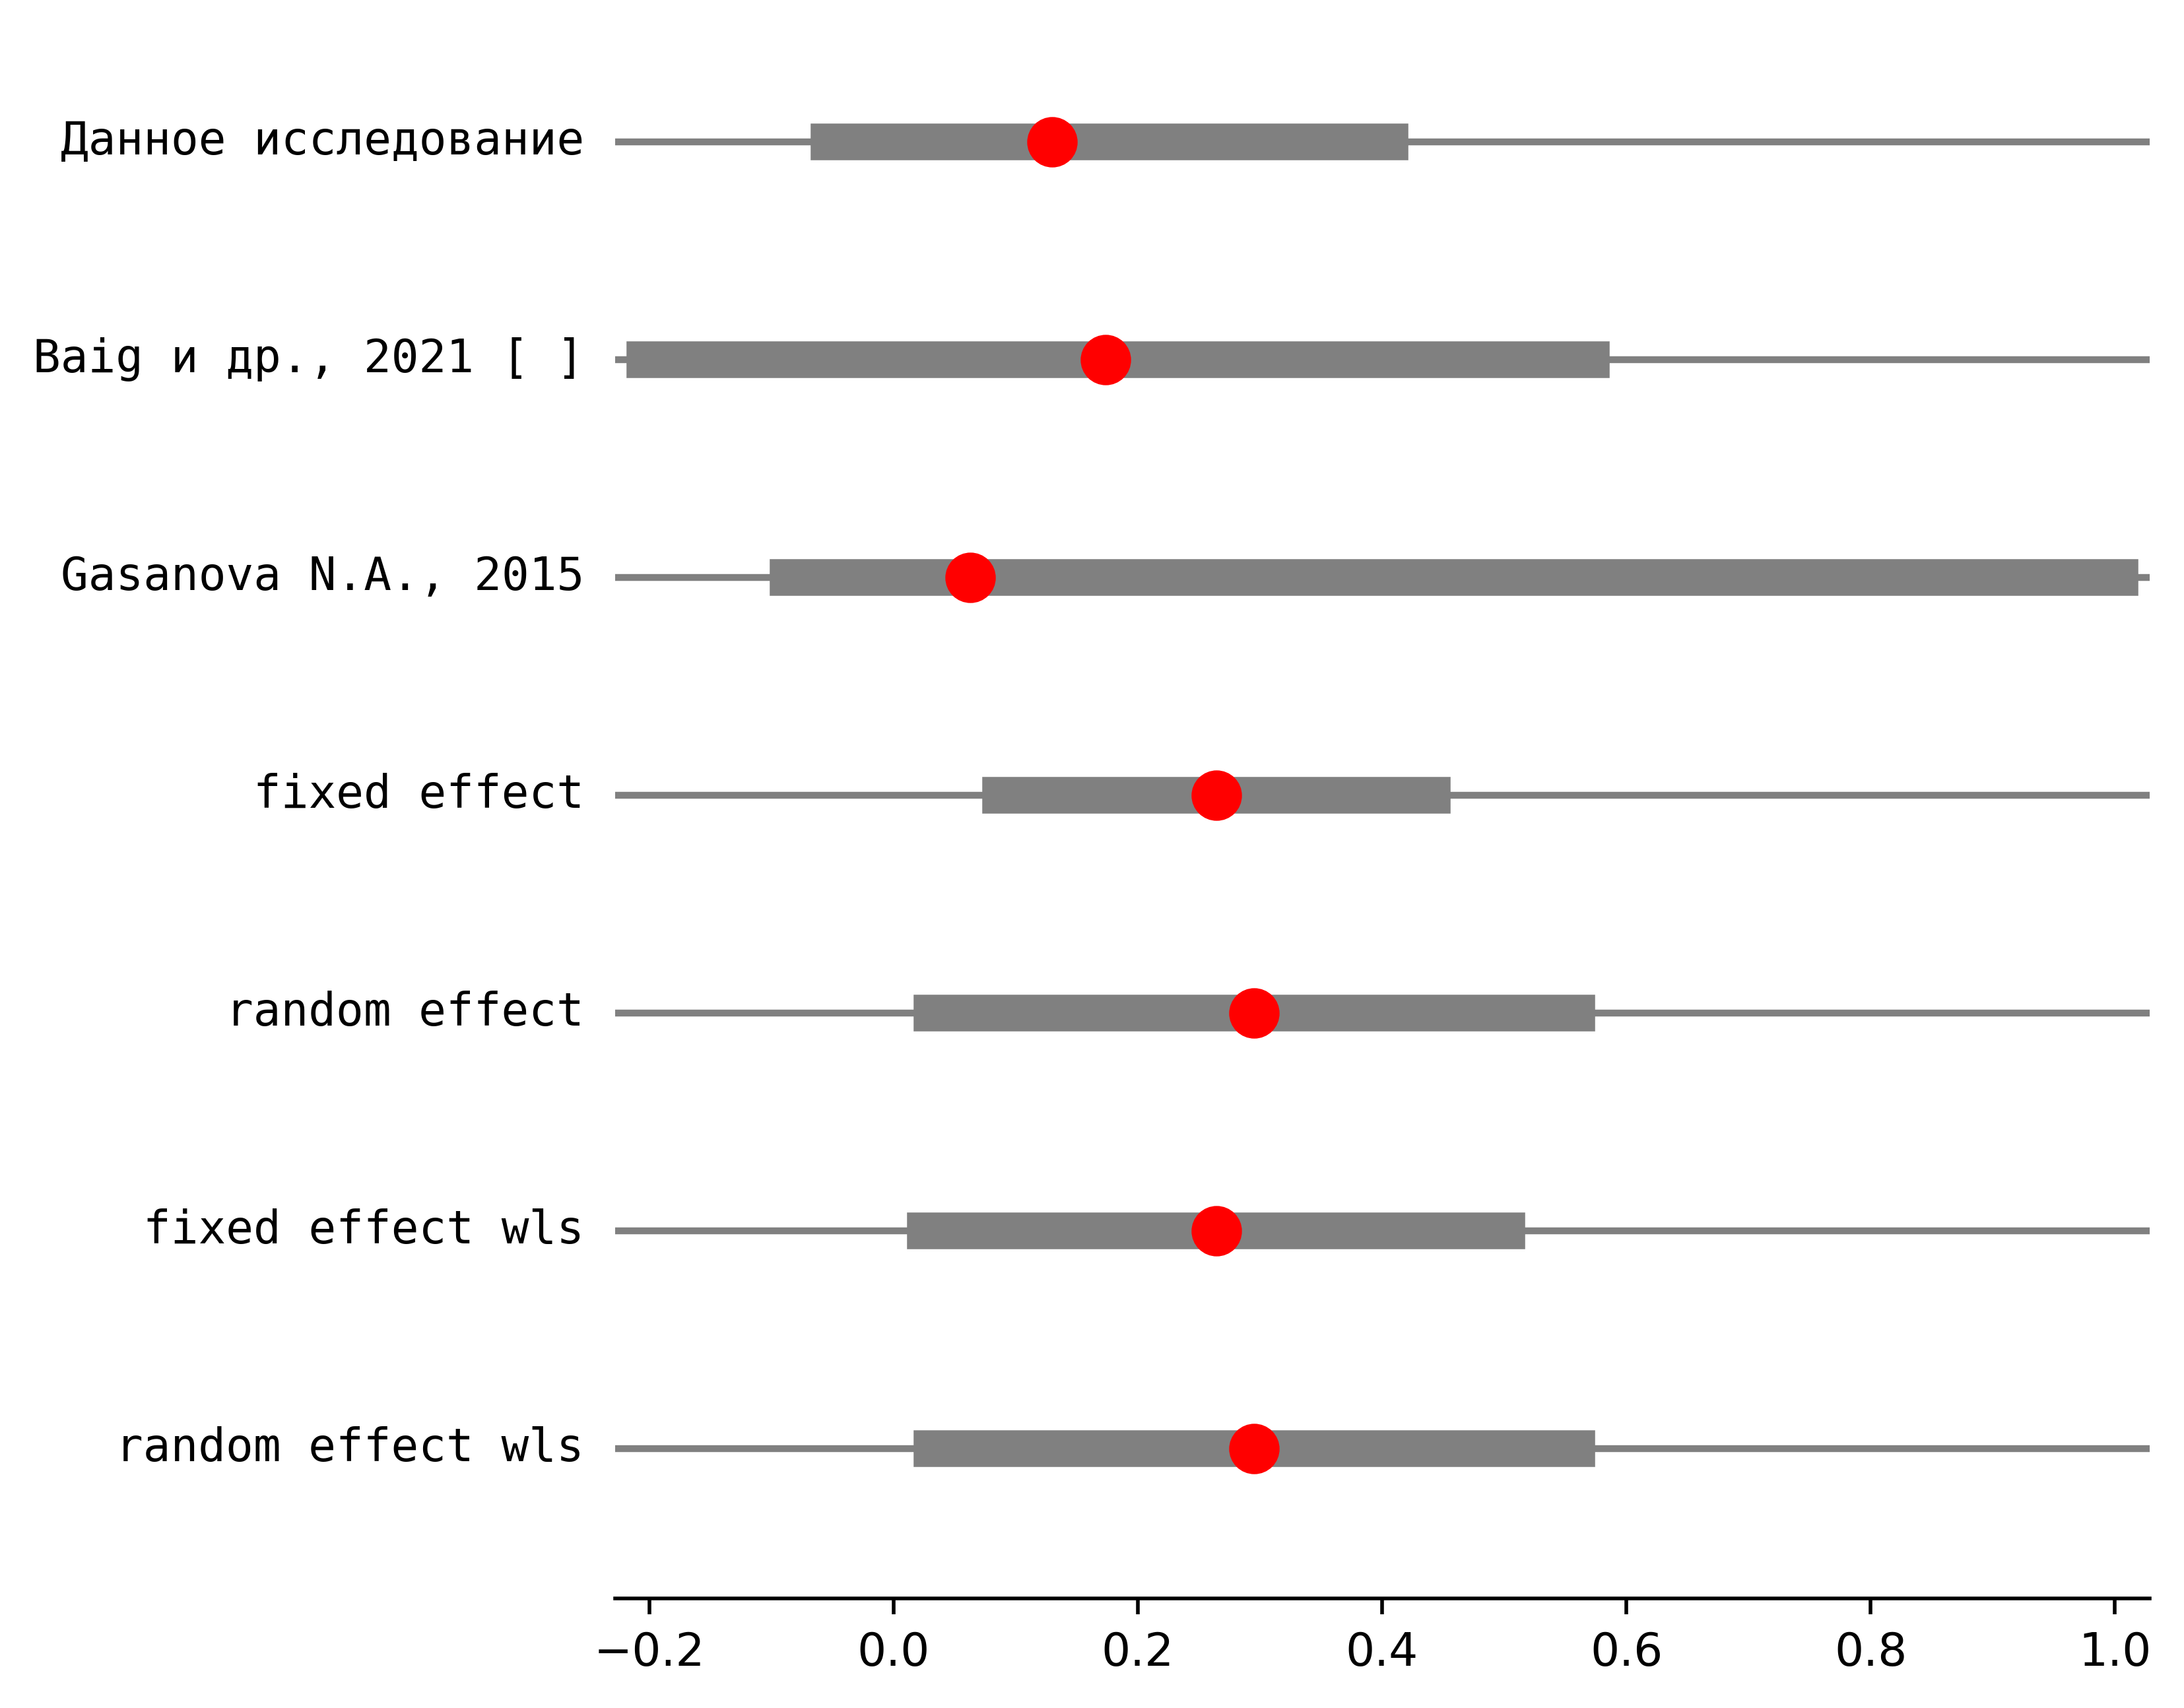 Данное исследование
Baig и др., 2021 [ ]
Gasanova N.A., 2015
fixed effect
random effect
fixed effect wls
random effect wls
−0.2 0.0 0.2 0.4 0.6 0.8 1.0